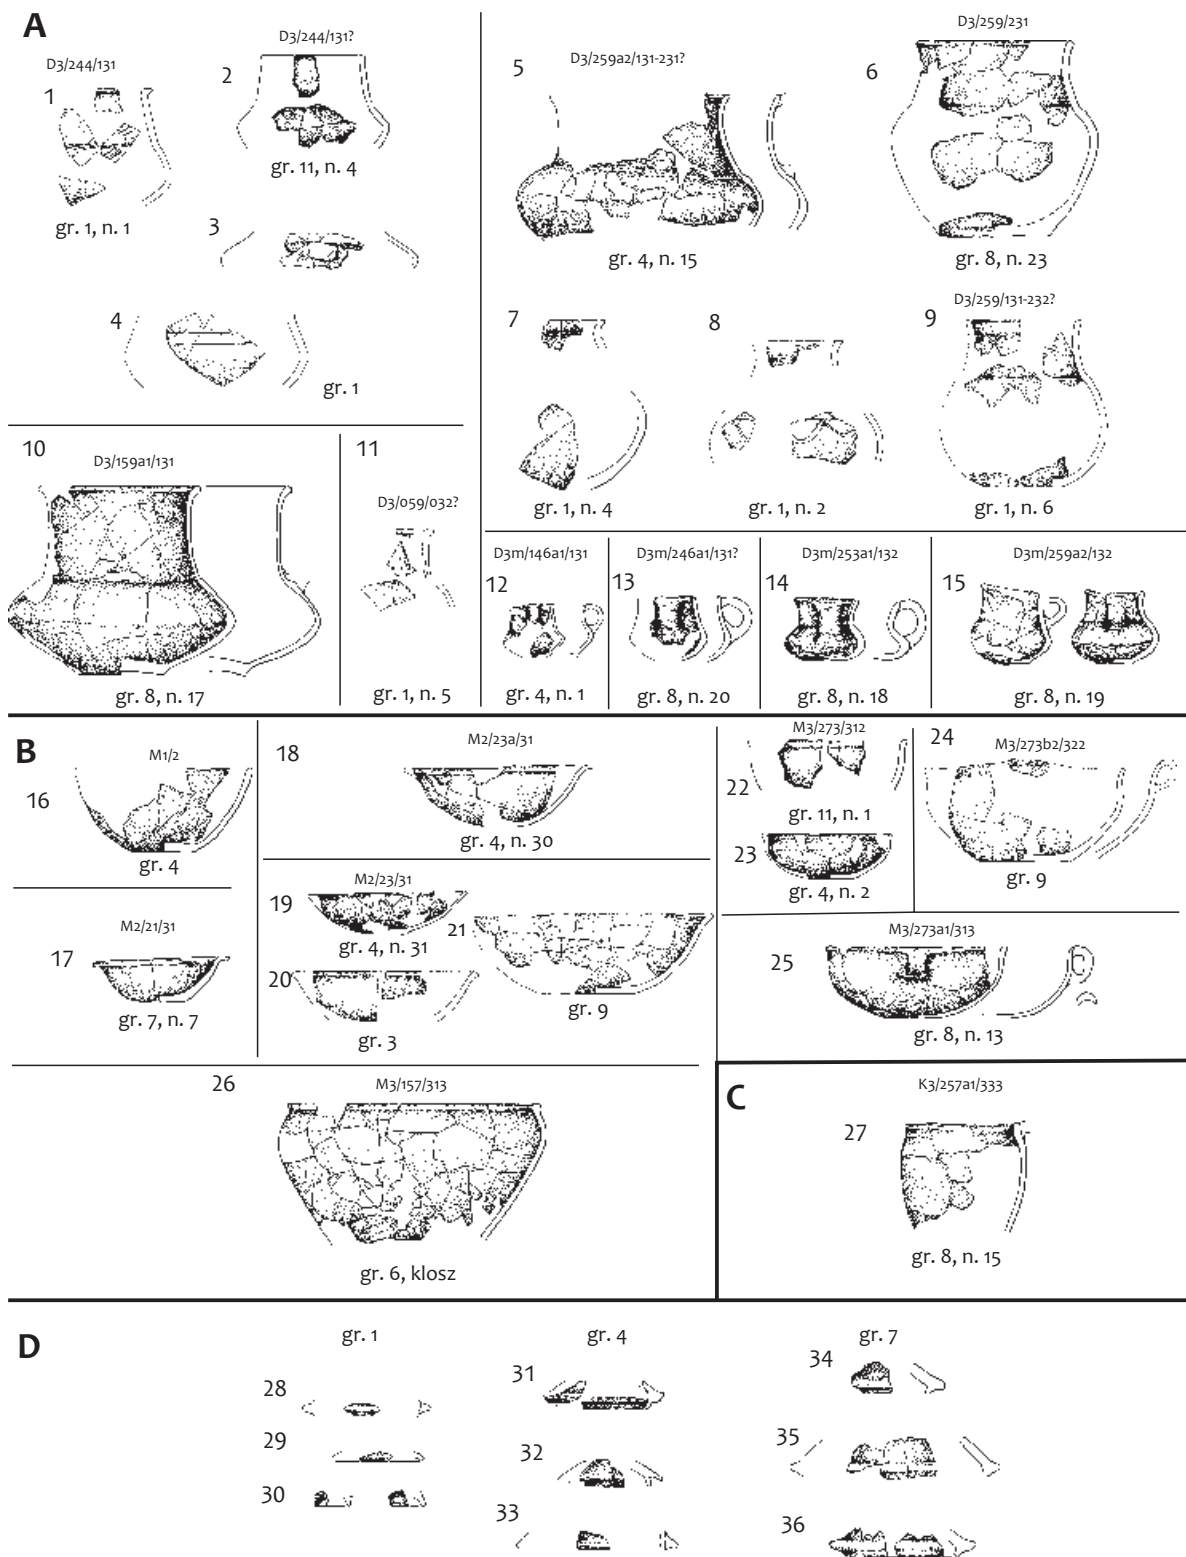 A
D3/244/131
1
gr. 1, n. 1
D3/244/131?
2
gr. 11, n. 4
3
4
gr. 1
5
D3/259a2/131-231?
gr. 4, n. 15
D3/259/231
6
gr. 8, n. 23
7
gr. 1, n. 4
8
gr. 1, n. 2
D3/259/131-232?
9
gr. 1, n. 6
10
D3/159a1/131
gr. 8, n. 17
11
D3/059/032?
gr. 1, n. 5
D3m/146a1/131
12
gr. 4, n. 1
D3m/246a1/131?
13
gr. 8, n. 20
D3m/253a1/132
14
gr. 8, n. 18
D3m/259a2/132
15
gr. 8, n. 19
B
M1/2
16
gr. 4
M2/21/31
17
gr. 7, n. 7
M2/23a/31
18
gr. 4, n. 30
M2/23/31
19
gr. 4, n. 31
20
gr. 3
21
gr. 9
M3/273/312
22
gr. 11, n. 1
23
gr. 4, n. 2
24
M3/273b2/322
gr. 9
M3/273a1/313
25
gr. 8, n. 13
26
M3/157/313
gr. 6, klosz
C
K3/257a1/333
27
gr. 8, n. 15
D
gr. 1
28
29
30
gr. 4
31
32
33
gr. 7
34
35
36